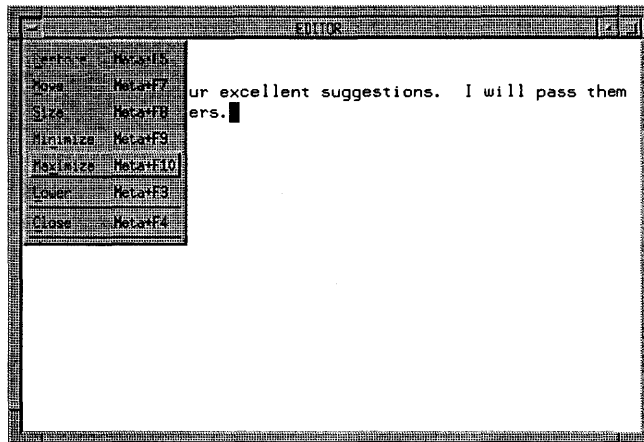 EDITOR
Restore Meta+F5
Move Meta+F7
ur excellent suggestions. I will pass them
Size Meta+F8
ers.
Minimize Meta+F9
Maximize Meta+F10
Lower Meta+F3
Close Meta+F4